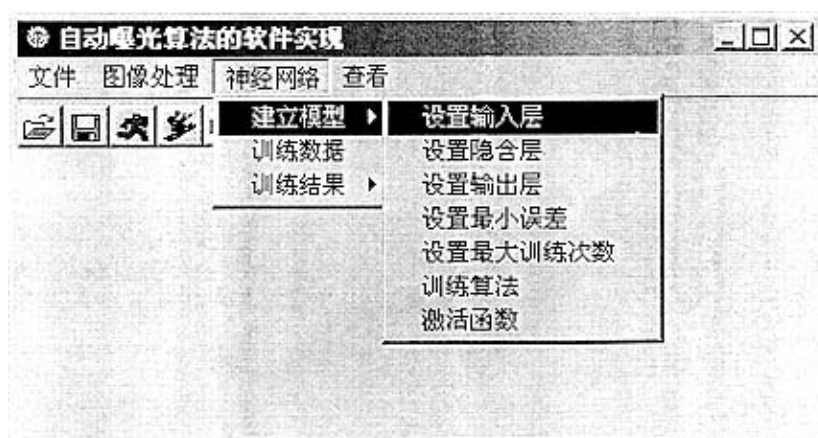 自动曝光算法的软件实现
文件 图像处理 神经网络 查看
建立模型
训练数据
训练结果
设置输入层
设置隐含层
设置输出层
设置最小误差
设置最大训练次数
训练算法
激活函数